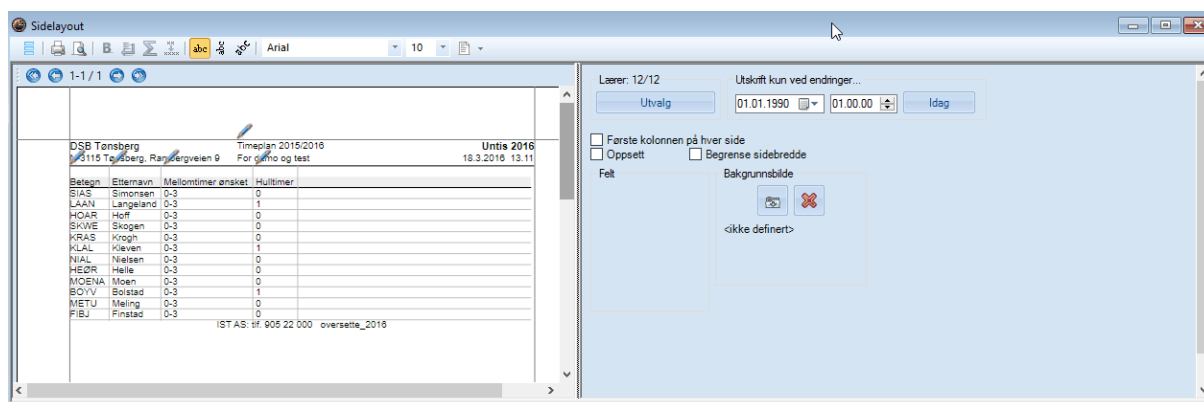 Sidelayout
B abc Arial 10
1-1 / 1
DSB Tønsberg Timeplan 2015/2016 Untis 2016
N-3115 Tønsberg, Rambergveien 9 For demo og test 18.3.2016 13.11
Betegn Etternavn Mellomtimer ønsket Hulltimer
SIAS Simonsen 0-3 0
LAAN Langeland 0-3 1
HOAR Hoff 0-3 0
SKWE Skogen 0-3 0
KRAS Krogh 0-3 0
KLAL Kleven 0-3 1
NIAL Nielsen 0-3 0
HEØR Helle 0-3 0
MOENA Moen 0-3 0
BOYV Bolstad 0-3 1
METU Meling 0-3 0
FIBJ Finstad 0-3 0
IST AS: tlf. 905 22 000 oversette_2016
Lærer: 12/12 Utskrift kun ved endringer...
Utvalg 01.01.1990 01.00.00 Idag
Første kolonnen på hver side
Oppsett Begrense sidebredde
Felt Bakgrunnsbilde
<ikke definert>